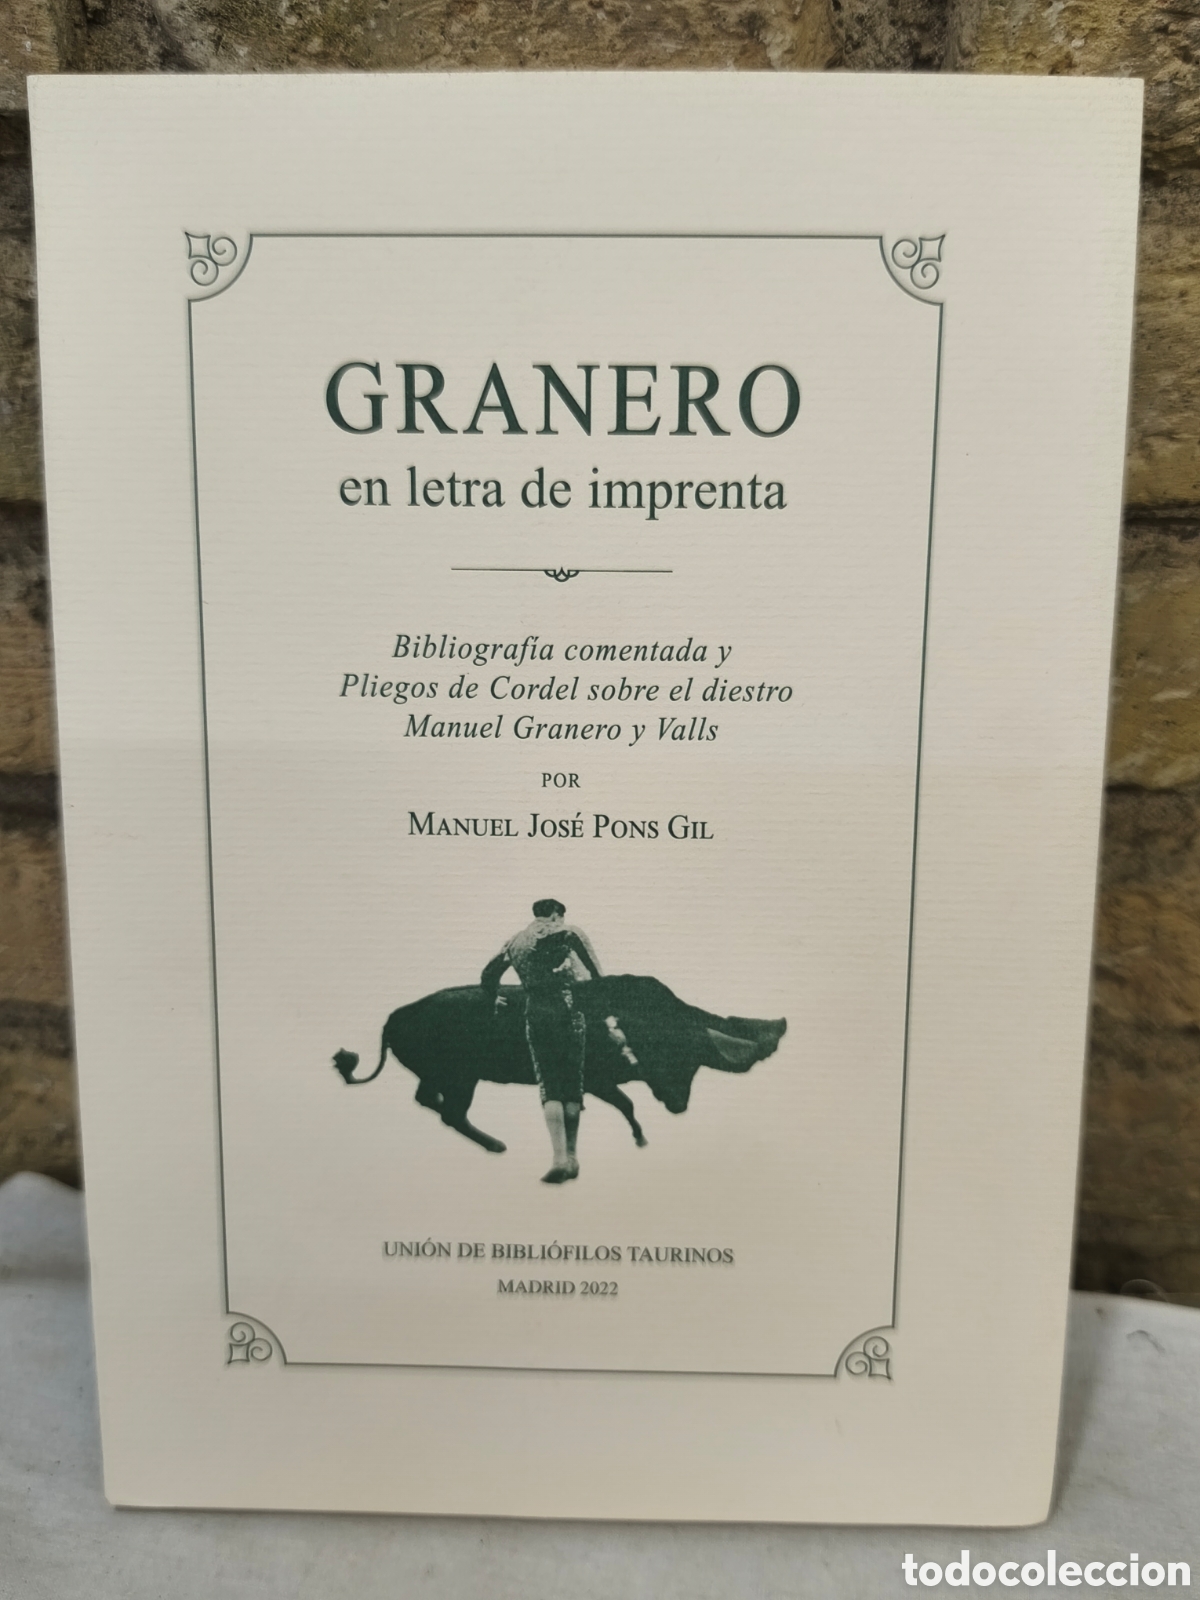 GRANERO
en letra de imprenta
Bibliografía comentada y
Pliegos de Cordel sobre el diestro
Manuel Granero y Valls
POR
MANUEL JOSÉ PONS GIL
UNIÓN DE BIBLIÓFILOS TAURINOS
MADRID 2022
todocoleccion